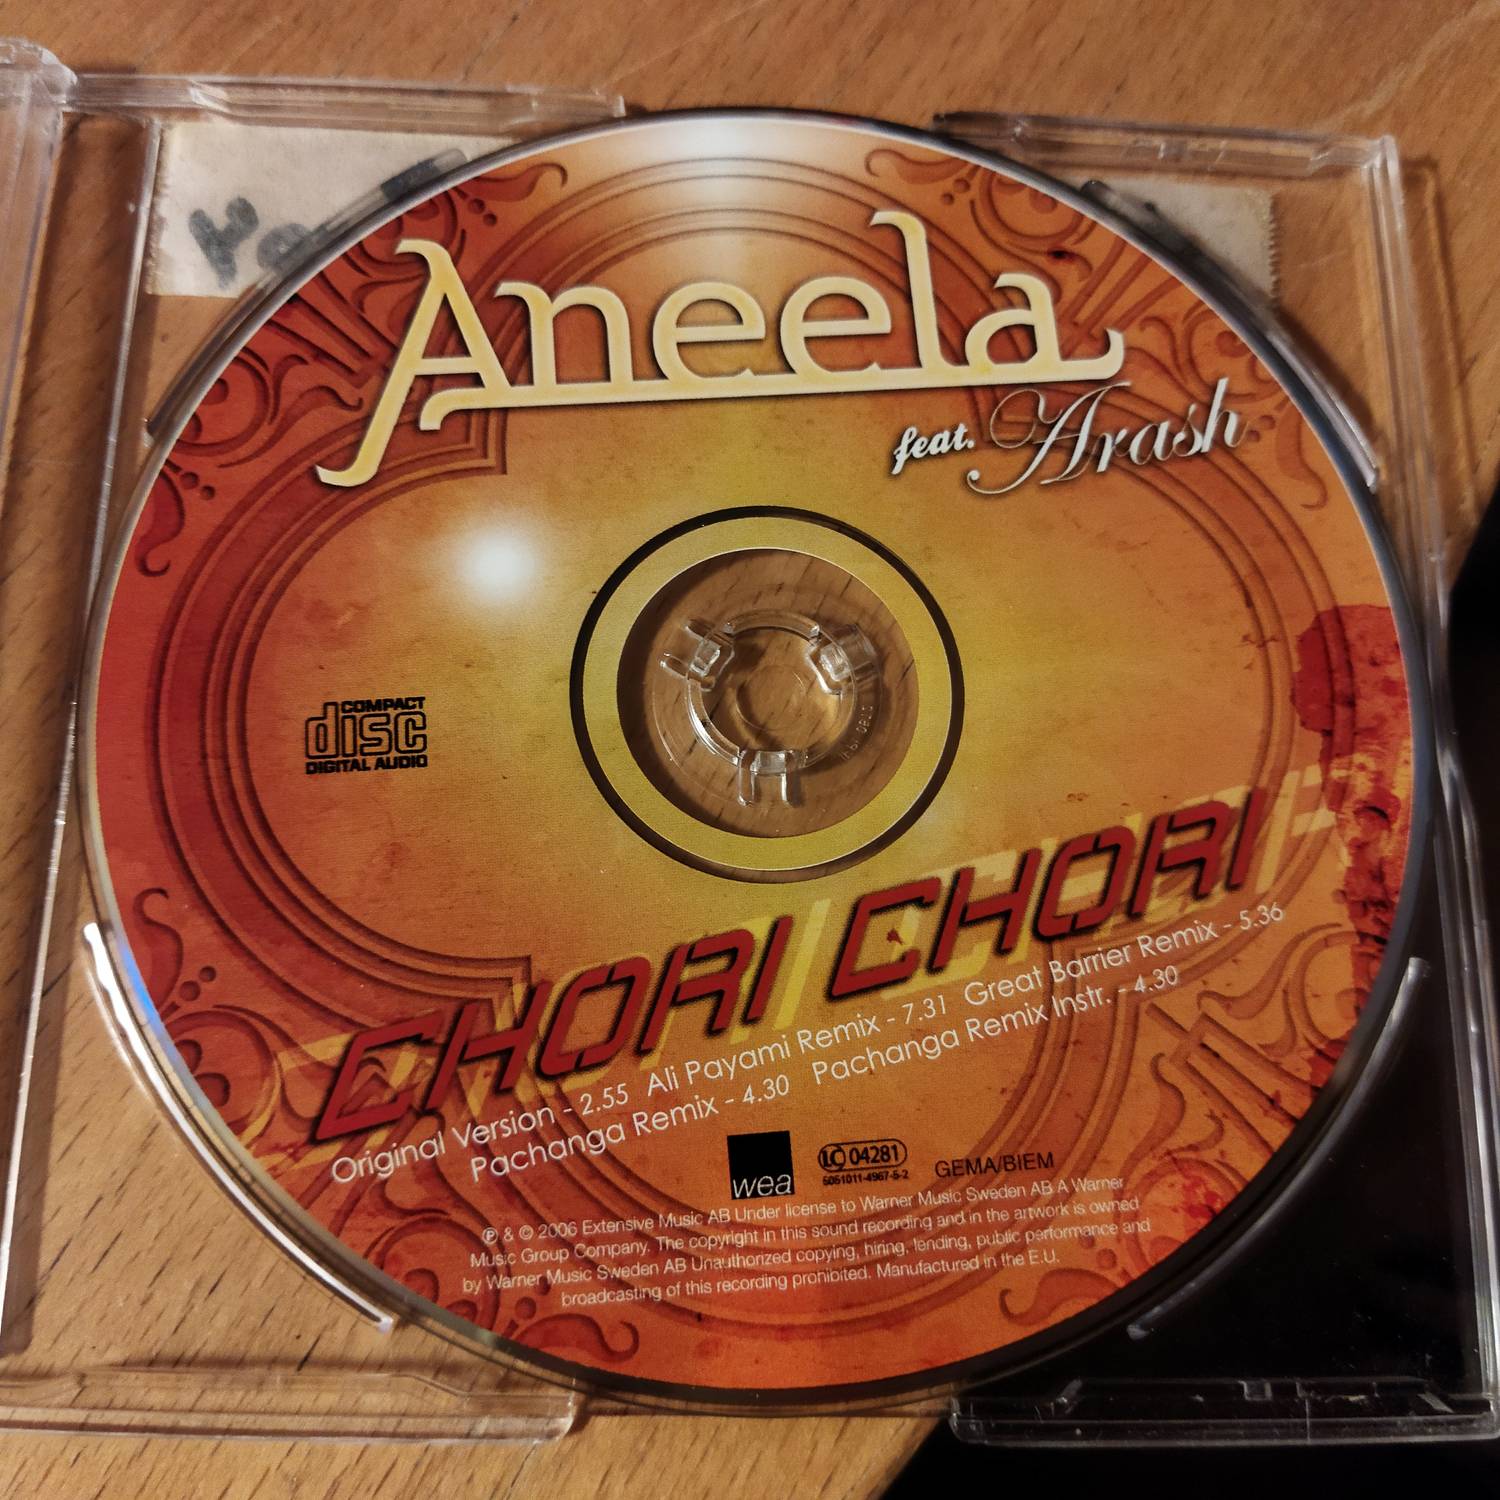 Aneela
feat. Arash
COMPACT
disc
DIGITAL AUDIO
CHORI CHORI
Original Version - 2.55 Ali Payami Remix - 7.31 Great Barrier Remix - 5.36
Pachanga Remix - 4.30 Pachanga Remix Instr. - 4.30
wea
LC 04281
5051011-4967-5-2
GEMA/BIEM
℗ & © 2006 Extensive Music AB Under license to Warner Music Sweden AB A Warner
Music Group Company. The copyright in this sound recording and in the artwork is owned
by Warner Music Sweden AB Unauthorized copying, hiring, lending, public performance and
broadcasting of this recording prohibited. Manufactured in the E.U.